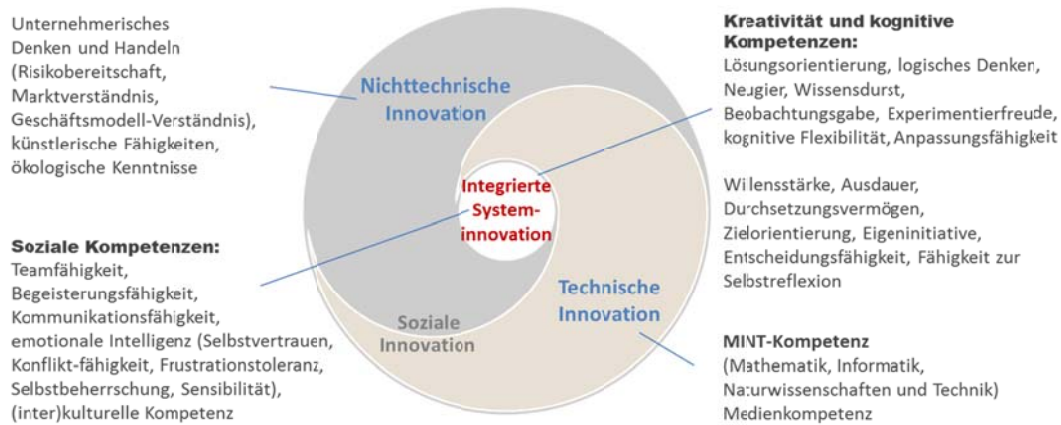 Unternehmerisches
Denken und Handeln
(Risikobereitschaft,
Marktverständnis,
Geschäftsmodell-Verständnis),
künstlerische Fähigkeiten,
ökologische Kenntnisse
Soziale Kompetenzen:
Teamfähigkeit,
Begeisterungsfähigkeit,
Kommunikationsfähigkeit,
emotionale Intelligenz (Selbstvertrauen,
Konflikt-fähigkeit, Frustrationstoleranz,
Selbstbeherrschung, Sensibilität),
(inter)kulturelle Kompetenz
Nichttechnische
Innovation
Integrierte
System-
innovation
Soziale
Innovation
Technische
Innovation
Kreativität und kognitive
Kompetenzen:
Lösungsorientierung, logisches Denken,
Neugier, Wissensdurst,
Beobachtungsgabe, Experimentierfreude,
kognitive Flexibilität, Anpassungsfähigkeit
Willensstärke, Ausdauer,
Durchsetzungsvermögen,
Zielorientierung, Eigeninitiative,
Entscheidungsfähigkeit, Fähigkeit zur
Selbstreflexion
MINT-Kompetenz
(Mathematik, Informatik,
Naturwissenschaften und Technik)
Medienkompetenz